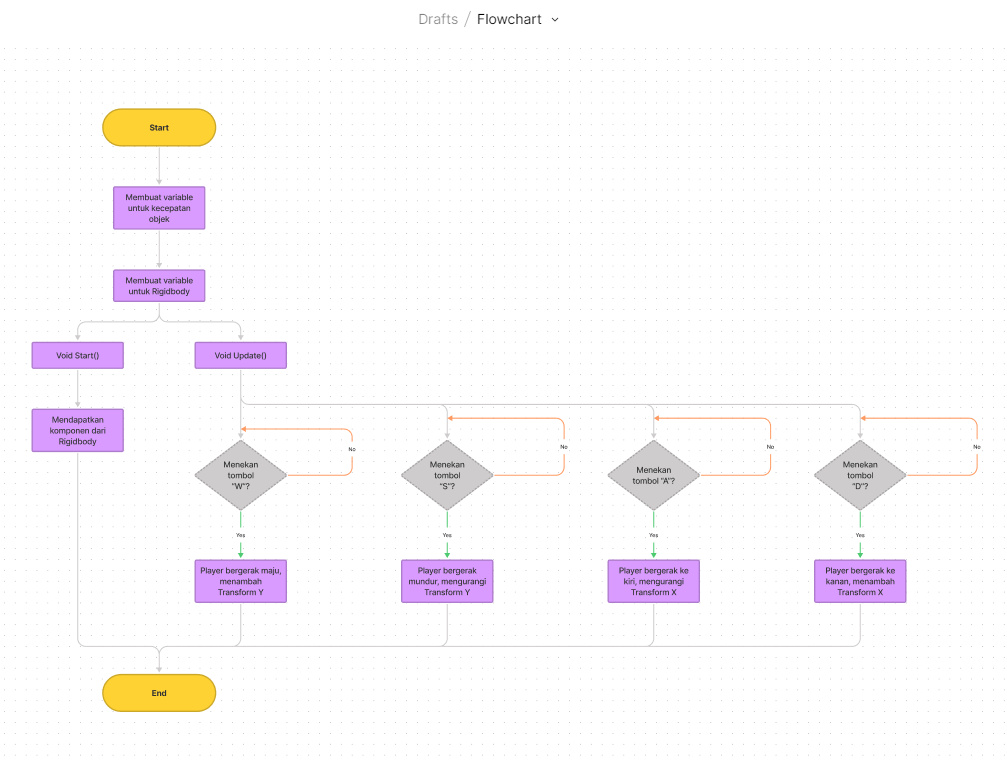 Drafts / Flowchart
Start
Membuat variable
untuk kecepatan
objek
Membuat variable
untuk Rigidbody
Void Start()
Void Update()
Mendapatkan
komponen dari
Rigidbody
Menekan
tombol
"W"?
No
Yes
Player bergerak maju,
menambah
Transform Y
Menekan
tombol
"S"?
No
Yes
Player bergerak
mundur, mengurangi
Transform Y
Menekan
tombol "A"?
No
Yes
Player bergerak ke
kiri, mengurangi
Transform X
Menekan
tombol
"D"?
No
Yes
Player bergerak ke
kanan, menambah
Transform X
End